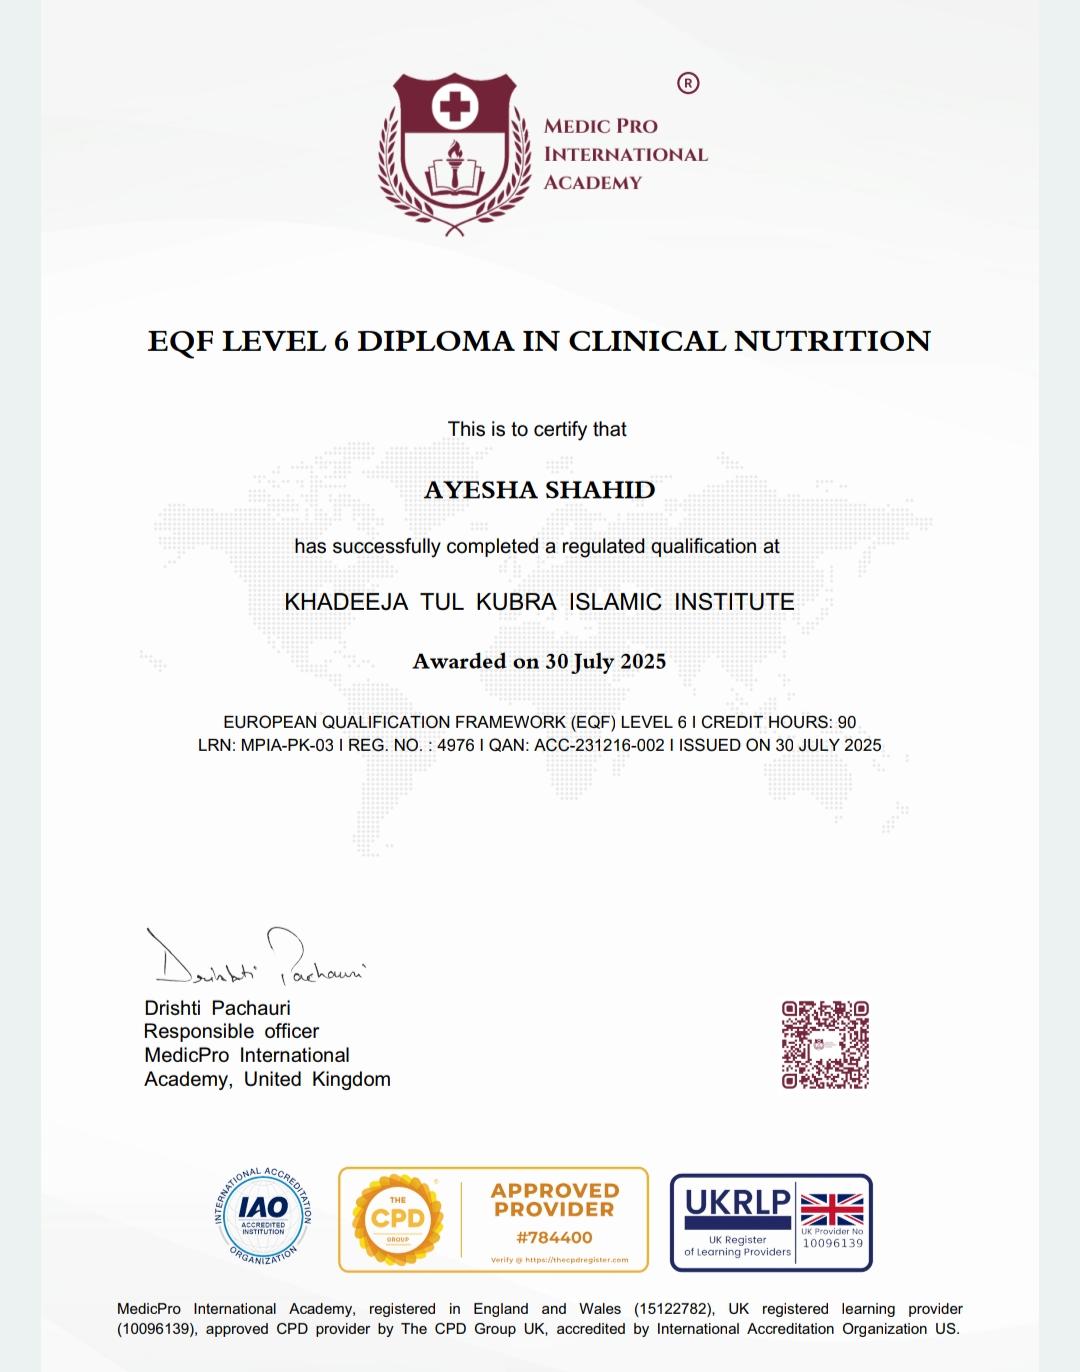 ®
MEDIC PRO
INTERNATIONAL
ACADEMY
EQF LEVEL 6 DIPLOMA IN CLINICAL NUTRITION
This is to certify that
AYESHA SHAHID
has successfully completed a regulated qualification at
KHADEEJA TUL KUBRA ISLAMIC INSTITUTE
Awarded on 30 July 2025
EUROPEAN QUALIFICATION FRAMEWORK (EQF) LEVEL 6 I CREDIT HOURS: 90
LRN: MPIA-PK-03 I REG. NO. : 4976 I QAN: ACC-231216-002 I ISSUED ON 30 JULY 2025
Drishti Pachauri
Drishti Pachauri
Responsible officer
MedicPro International
Academy, United Kingdom
INTERNATIONAL ACCREDITATION
IAO
ACCREDITED
INSTITUTION
ORGANIZATION
THE
CPD
GROUP
APPROVED
PROVIDER
#784400
Verify @ https://thecpdregister.com
UKRLP
UK Register
of Learning Providers
UK Provider No
10096139
MedicPro International Academy, registered in England and Wales (15122782), UK registered learning provider
(10096139), approved CPD provider by The CPD Group UK, accredited by International Accreditation Organization US.